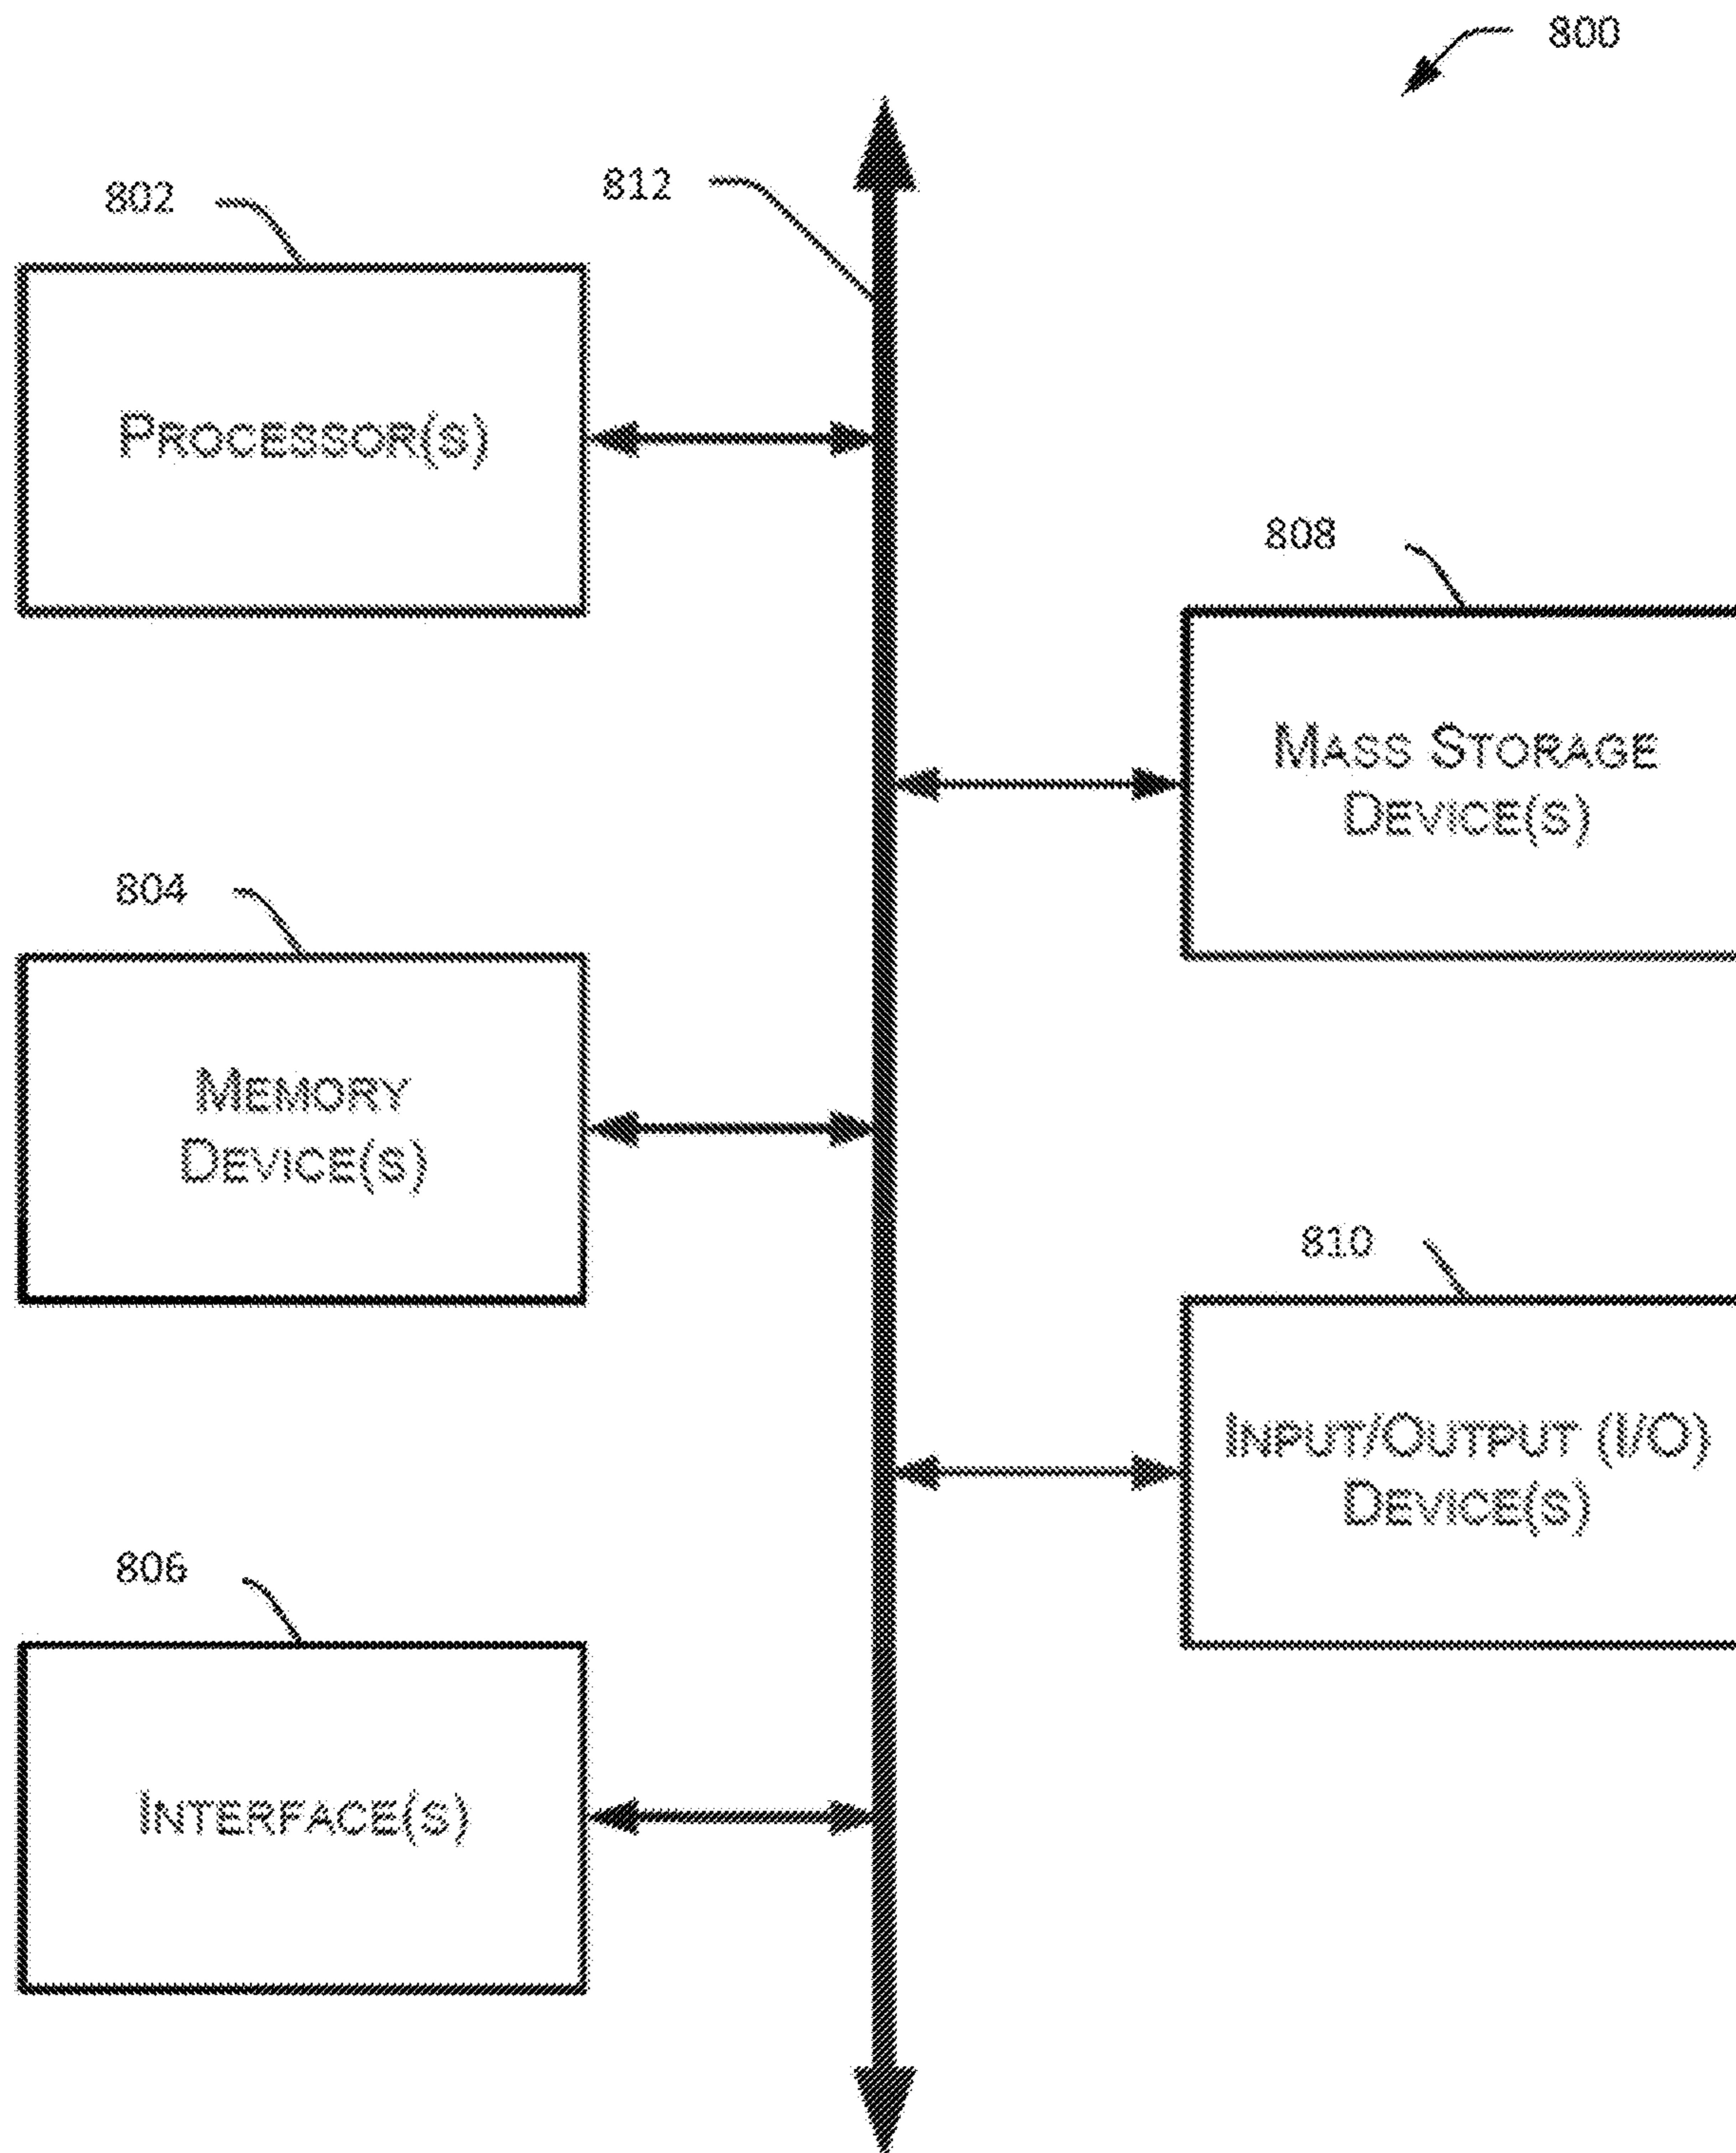 800
802
812
PROCESSOR(S)
808
MASS STORAGE
DEVICE(S)
804
MEMORY
DEVICE(S)
810
INPUT/OUTPUT (I/O)
DEVICE(S)
806
INTERFACE(S)